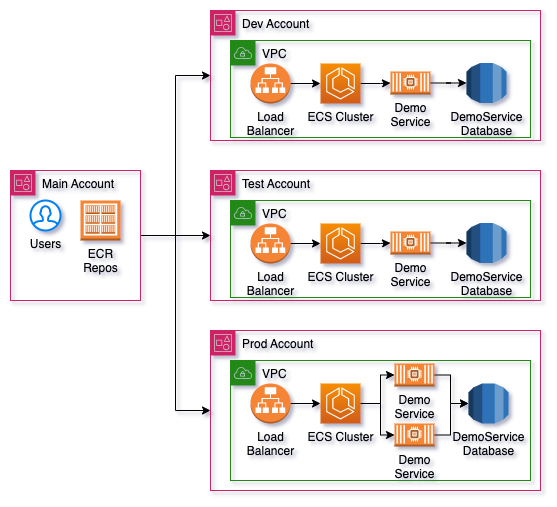 Dev Account
VPC
Load
Balancer
ECS Cluster
Demo
Service
DemoService
Database
Main Account
Users
ECR
Repos
Test Account
VPC
Load
Balancer
ECS Cluster
Demo
Service
DemoService
Database
Prod Account
VPC
Load
Balancer
ECS Cluster
Demo
Service
Demo
Service
DemoService
Database